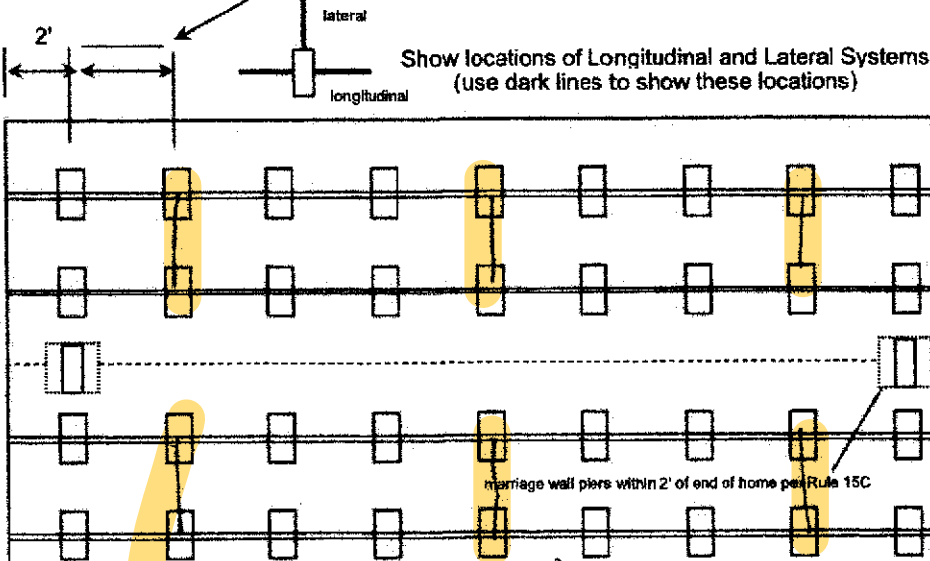 lateral
2'
Show locations of Longitudinal and Lateral Systems
(use dark lines to show these locations)
longitudinal
marriage wall piers within 2' of end of home per Rule 15C